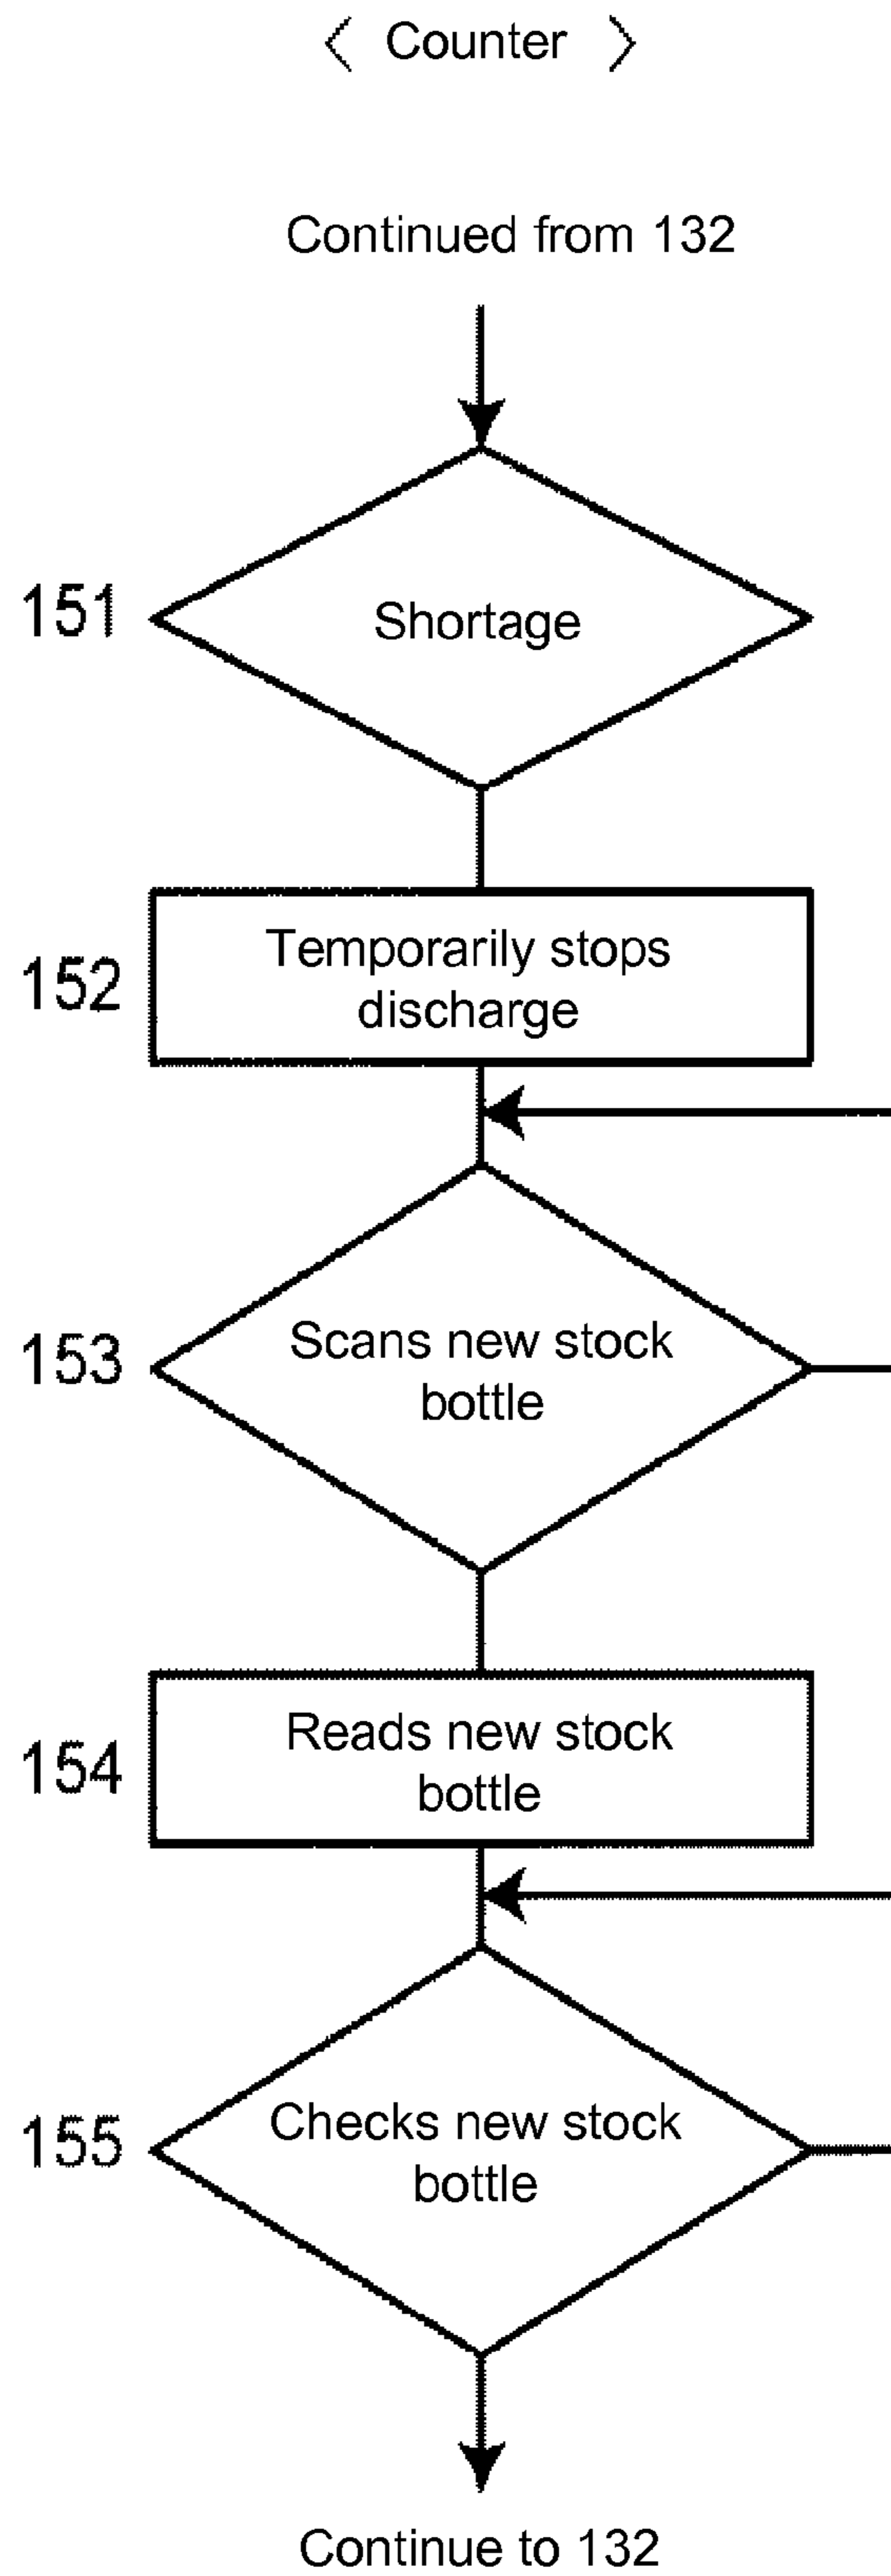 〈 Counter 〉
Continued from 132
151
Shortage
152
Temporarily stops
discharge
153
Scans new stock
bottle
154
Reads new stock
bottle
155
Checks new stock
bottle
Continue to 132